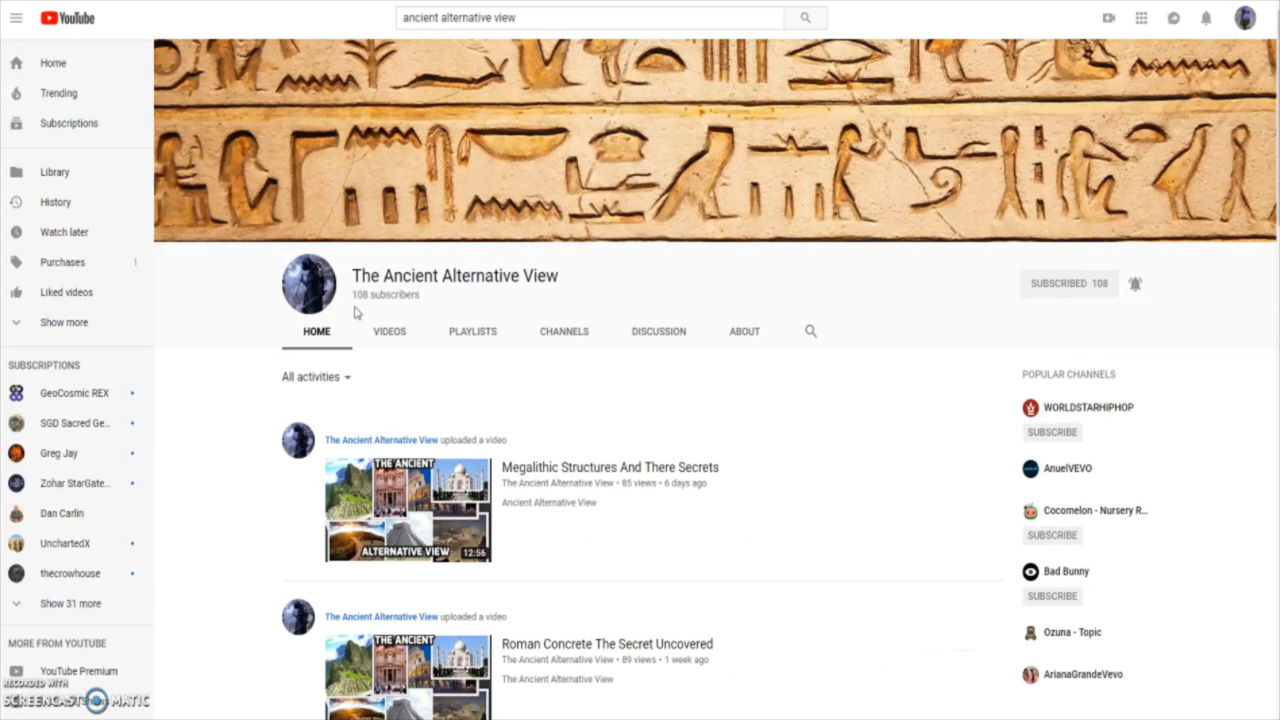 YouTube
ancient alternative view
Home
Trending
Subscriptions
Library
History
Watch later
Purchases 1
Liked videos
Show more
SUBSCRIPTIONS
GeoCosmic REX
SGD Sacred Ge...
Greg Jay
Zohar StarGate...
Dan Carlin
UnchartedX
thecrowhouse
Show 31 more
MORE FROM YOUTUBE
YouTube Premium
RECORDED WITH
SCREENCAST MATIC
The Ancient Alternative View
108 subscribers
SUBSCRIBED 108
HOME VIDEOS PLAYLISTS CHANNELS DISCUSSION ABOUT
All activities
The Ancient Alternative View uploaded a video
THE ANCIENT
ALTERNATIVE VIEW
12:56
Megalithic Structures And There Secrets
The Ancient Alternative View • 85 views • 6 days ago
Ancient Alternative View
The Ancient Alternative View uploaded a video
THE ANCIENT
Roman Concrete The Secret Uncovered
The Ancient Alternative View • 89 views • 1 week ago
The Ancient Alternative View
POPULAR CHANNELS
WORLDSTARHIPHOP
SUBSCRIBE
AnuelVEVO
Cocomelon - Nursery R...
SUBSCRIBE
Bad Bunny
SUBSCRIBE
Ozuna - Topic
ArianaGrandeVevo